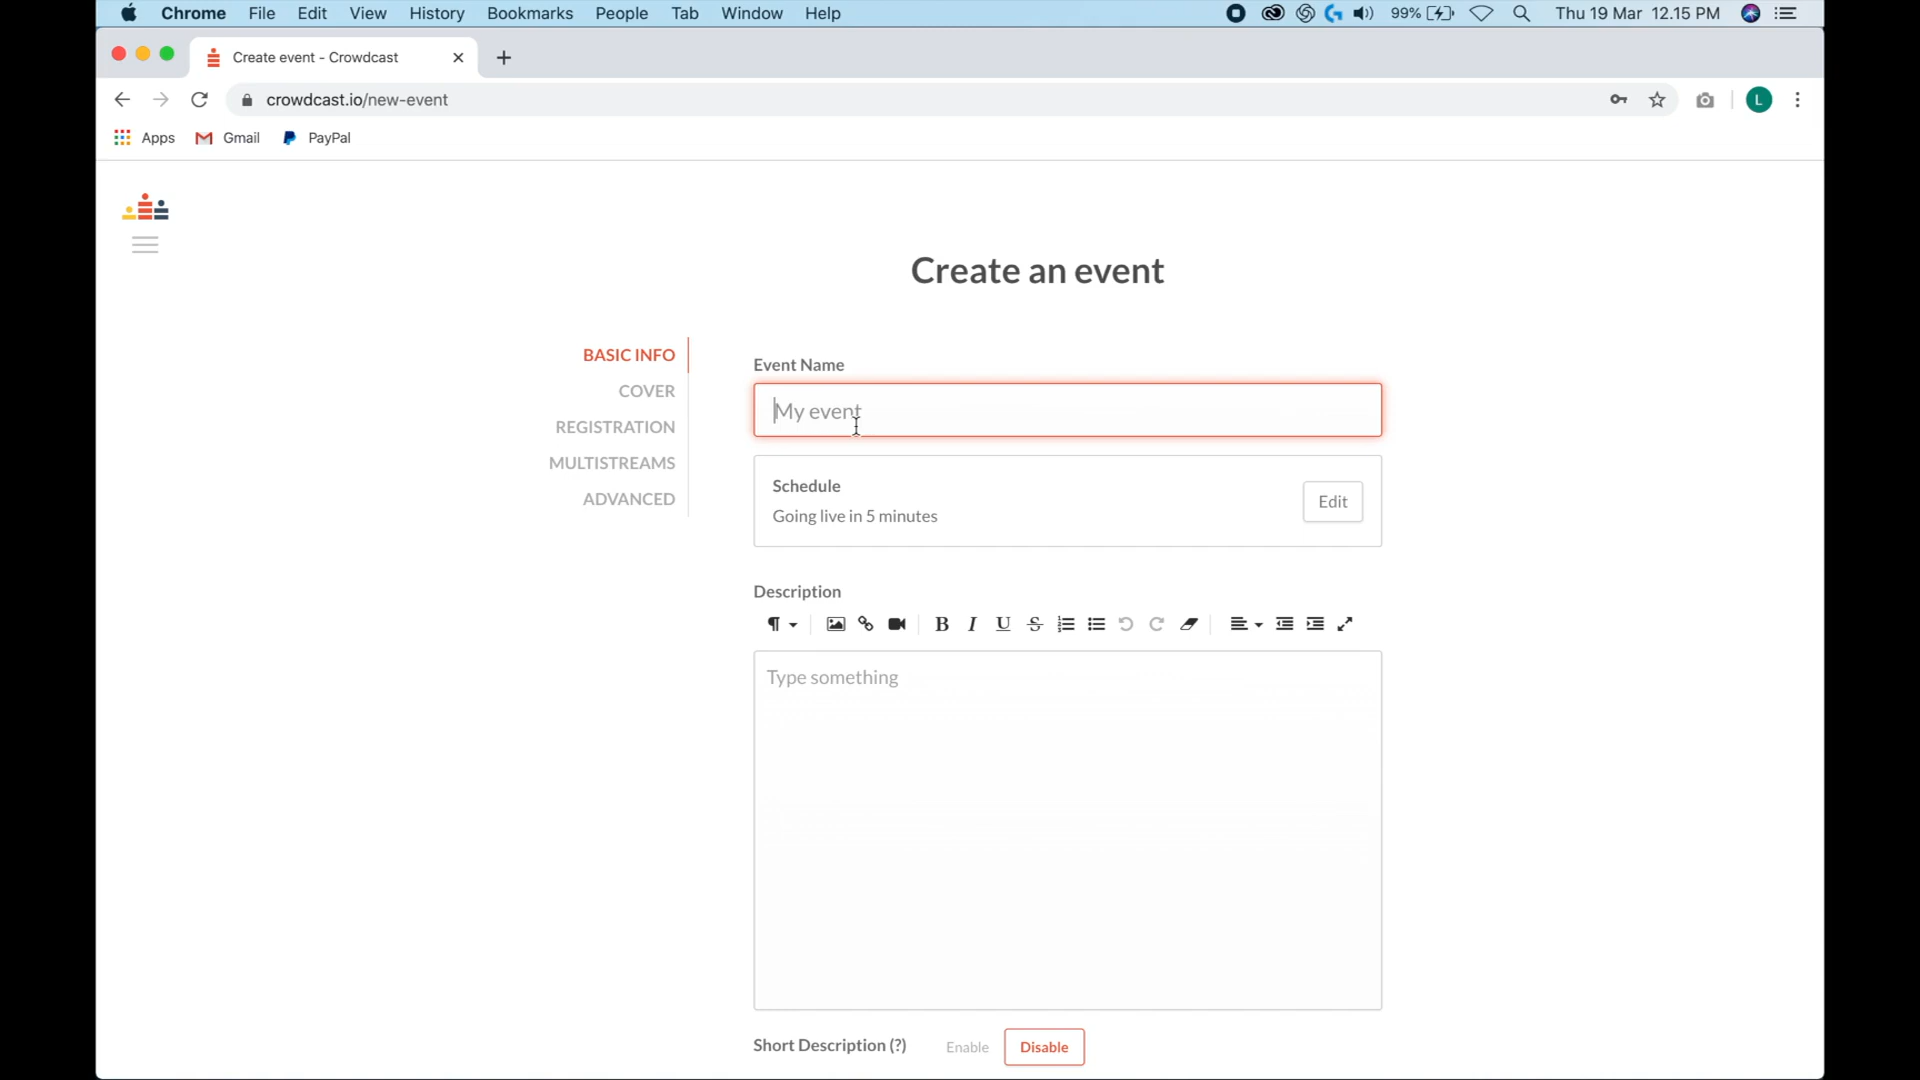 Chrome File Edit View History Bookmarks People Tab Window Help 99% Thu 19 Mar 12.15 PM
Create event - Crowdcast
crowdcast.io/new-event L
Apps Gmail PayPal
Create an event
BASIC INFO
COVER
REGISTRATION
MULTISTREAMS
ADVANCED
Event Name
My event
Schedule
Going live in 5 minutes
Edit
Description
B I U S
Type something
Short Description (?) Enable Disable